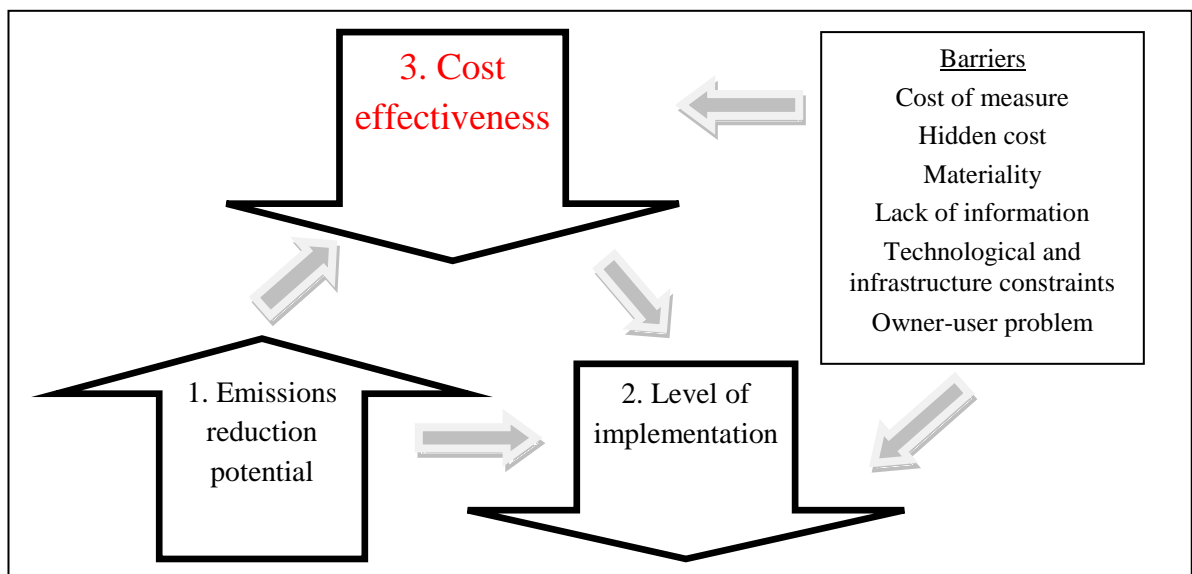 3. Cost
effectiveness
Barriers
Cost of measure
Hidden cost
Materiality
Lack of information
Technological and
infrastructure constraints
Owner-user problem
1. Emissions
reduction
potential
2. Level of
implementation